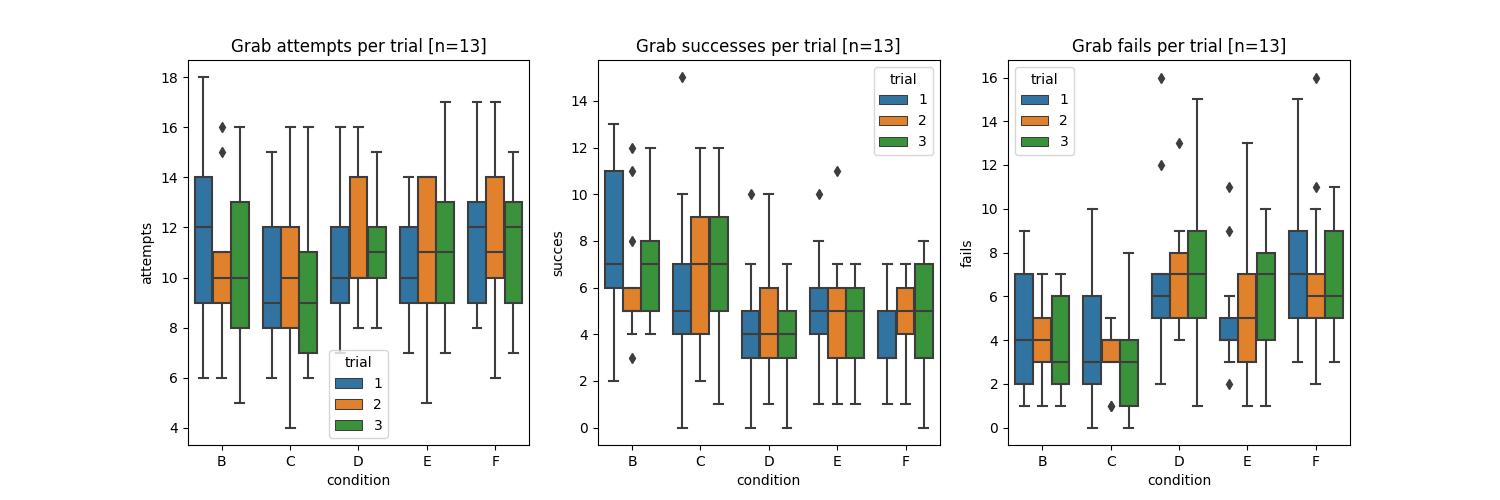 Grab attempts per trial [n=13]
Grab successes per trial [n=13]
Grab fails per trial [n=13]
attempts
18
16
14
12
10
8
6
4
trial
1
2
3
B C D E F
condition
succes
14
12
10
8
6
4
2
0
trial
1
2
3
B C D E F
condition
fails
16
14
12
10
8
6
4
2
0
trial
1
2
3
B C D E F
condition